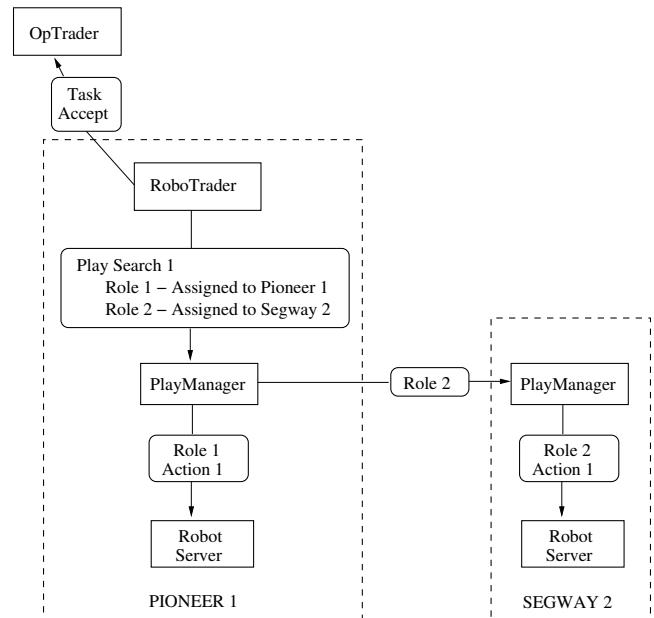 OpTrader
Task
Accept
RoboTrader
Play Search 1
Role 1 − Assigned to Pioneer 1
Role 2 − Assigned to Segway 2
PlayManager
Role 2
PlayManager
Role 1
Action 1
Role 2
Action 1
Robot
Server
Robot
Server
PIONEER 1
SEGWAY 2